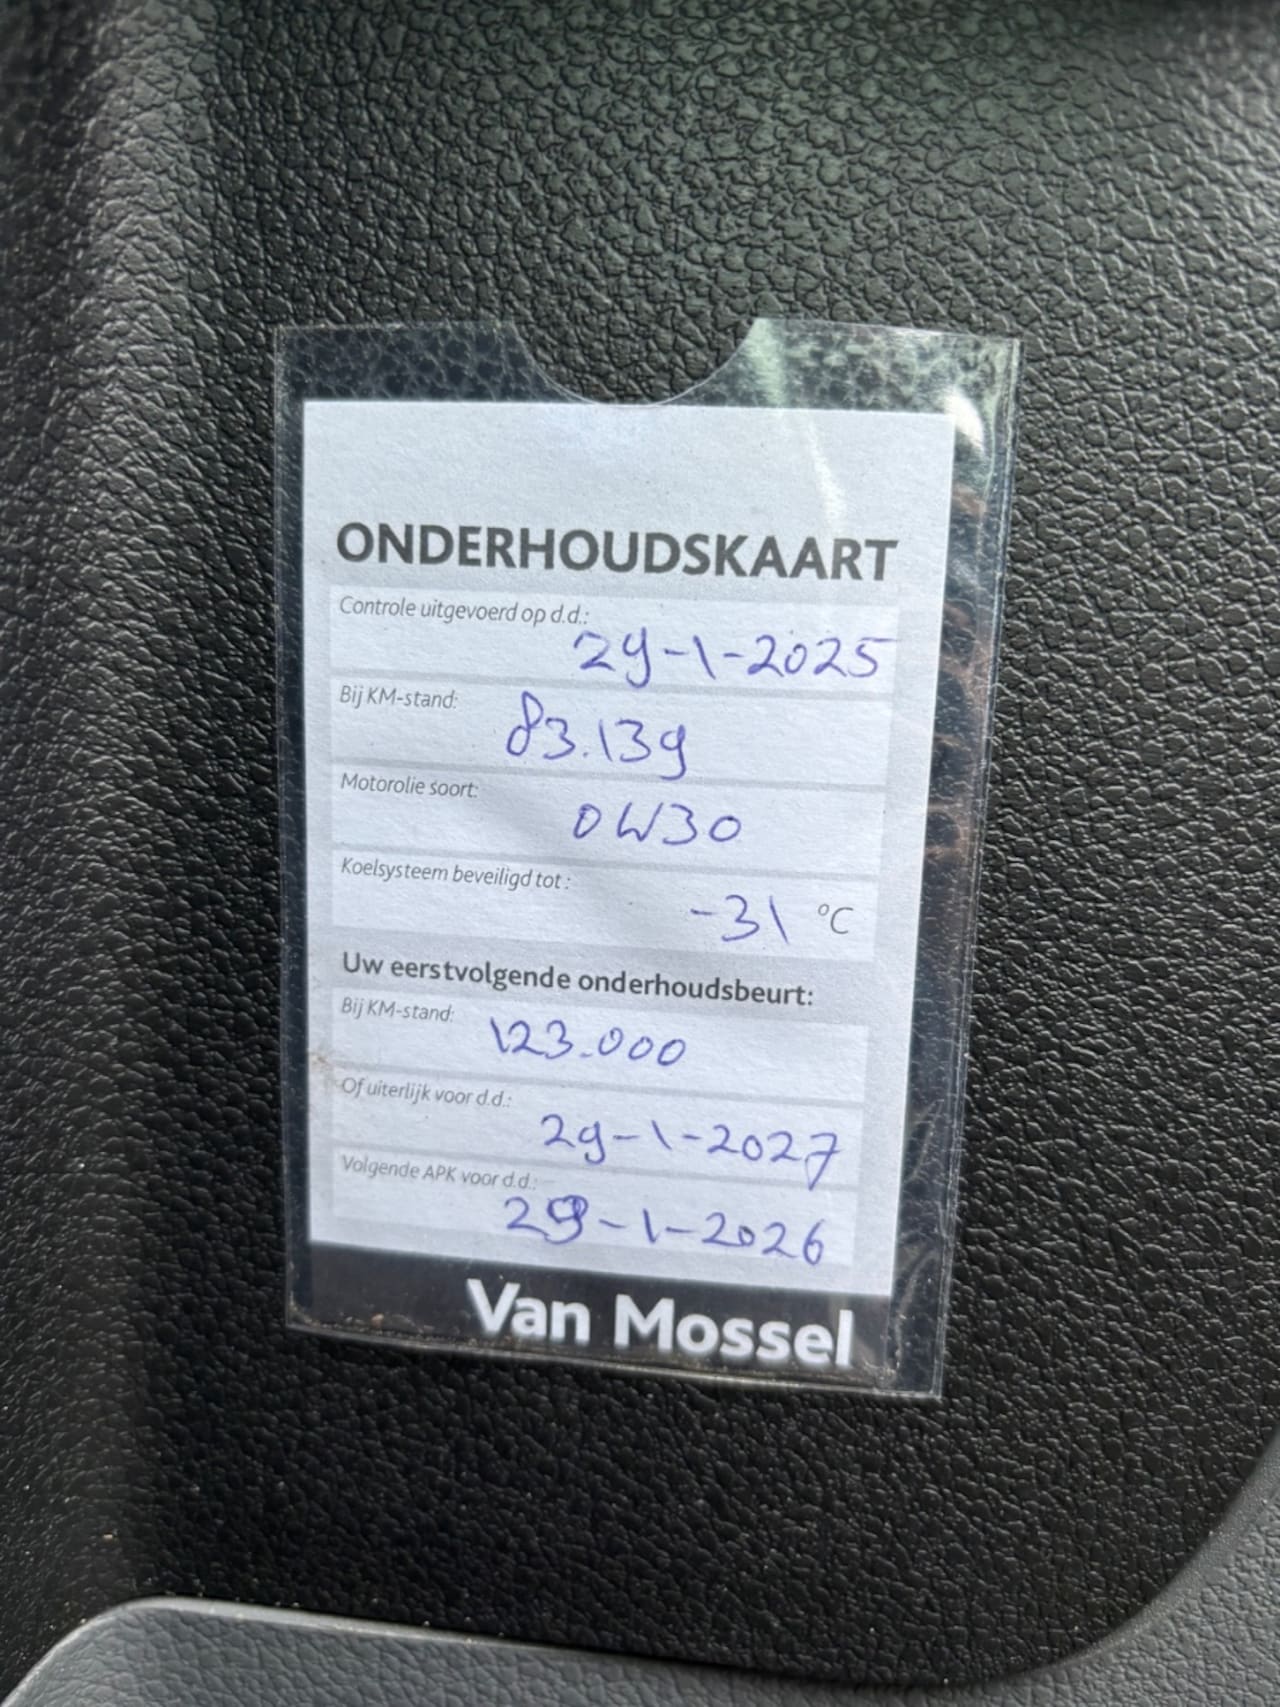 ONDERHOUDSKAART
Controle uitgevoerd op d.d.:
29-1-2025
Bij KM-stand:
83.139
Motorolie soort:
0W30
Koelsysteem beveiligd tot :
-31 °C
Uw eerstvolgende onderhoudsbeurt:
Bij KM-stand:
123.000
Of uiterlijk voor d.d.:
29-1-2027
Volgende APK voor d.d.:
29-1-2026
Van Mossel